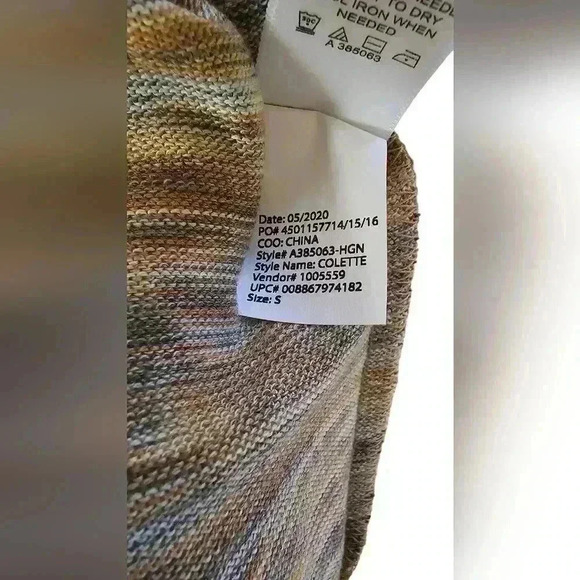 TO DRY
IRON WHEN
NEEDED
30C
A 385063
Date: 05/2020
PO# 4501157714/15/16
COO: CHINA
Style# A385063-HGN
Style Name: COLETTE
Vendor# 1005559
UPC# 008867974182
Size: S